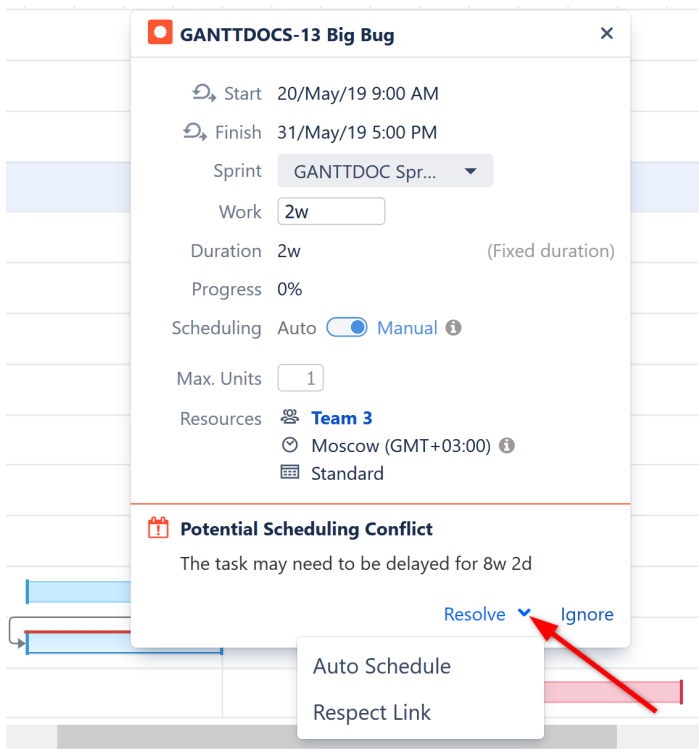 GANTTDOCS-13 Big Bug
Start 20/May/19 9:00 AM
Finish 31/May/19 5:00 PM
Sprint GANTTDOC Spr...
Work 2w
Duration 2w (Fixed duration)
Progress 0%
Scheduling Auto Manual
Max. Units 1
Resources Team 3
Moscow (GMT+03:00)
Standard
Potential Scheduling Conflict
The task may need to be delayed for 8w 2d
Resolve Ignore
Auto Schedule
Respect Link